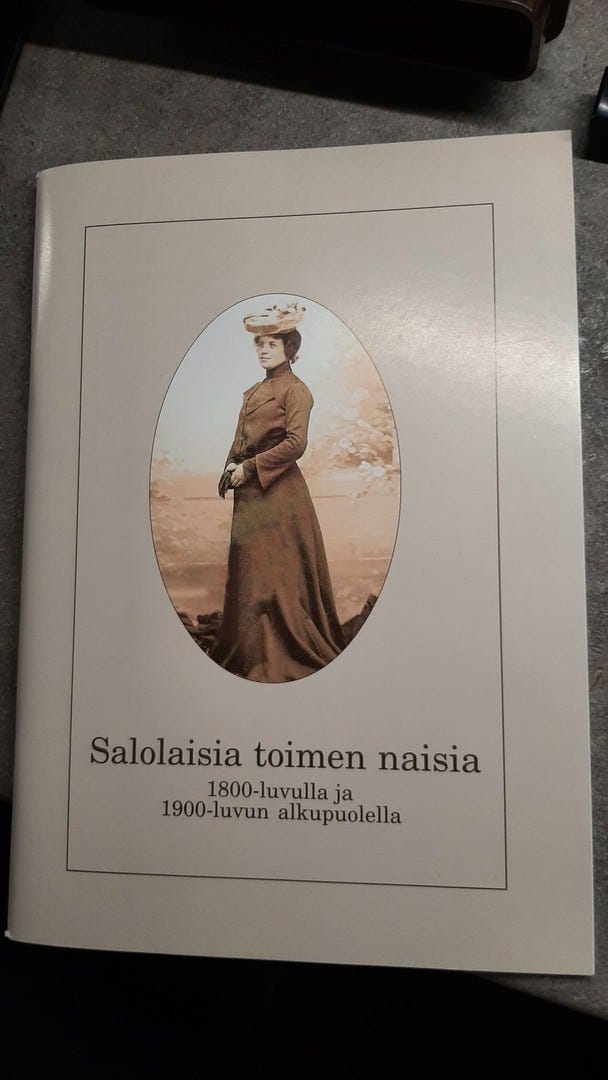 Salolaisia toimen naisia
1800-luvulla ja
1900-luvun alkupuolella